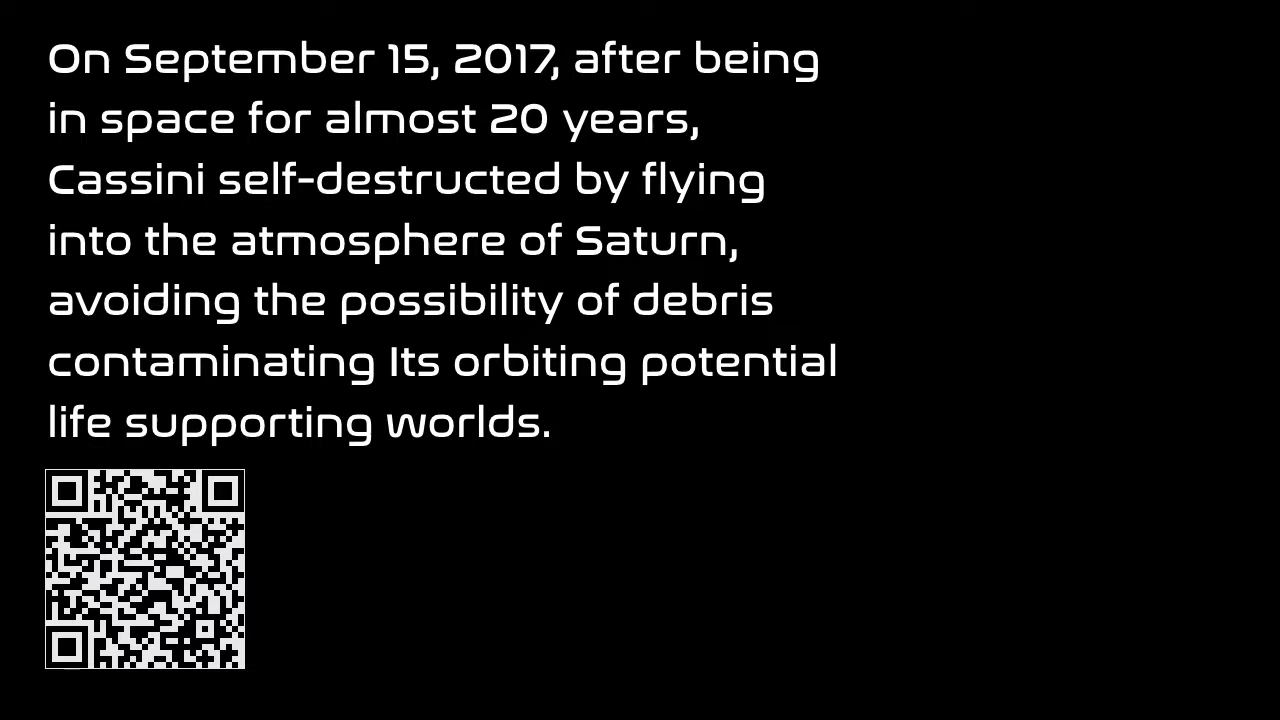 On September 15, 2017, after being
in space for almost 20 years,
Cassini self-destructed by flying
into the atmosphere of Saturn,
avoiding the possibility of debris
contaminating Its orbiting potential
life supporting worlds.